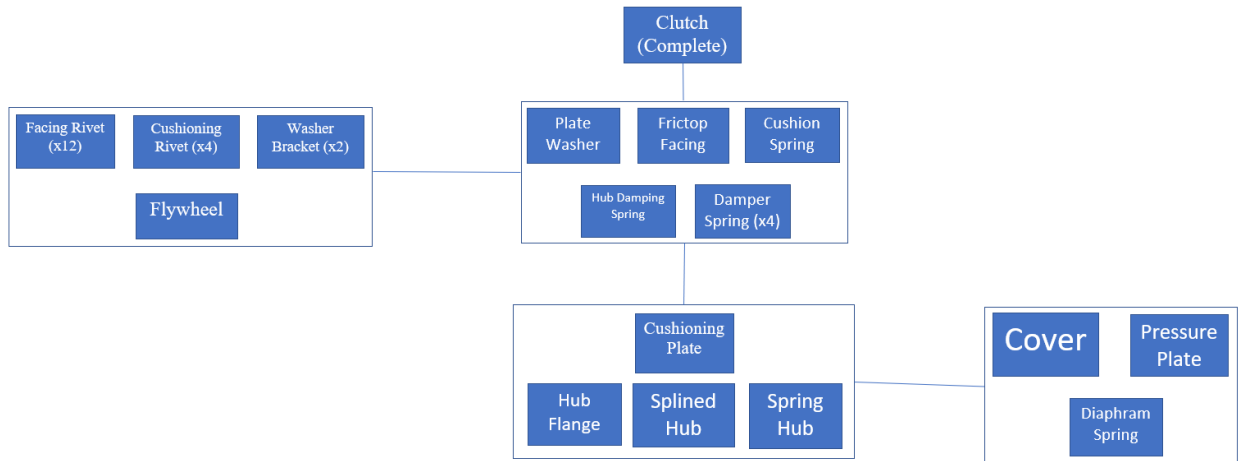 Clutch
(Complete)
Facing Rivet
(x12)
Cushioning
Rivet (x4)
Washer
Bracket (x2)
Flywheel
Plate
Washer
Frictop
Facing
Cushion
Spring
Hub Damping
Spring
Damper
Spring (x4)
Cushioning
Plate
Hub
Flange
Splined
Hub
Spring
Hub
Cover
Pressure
Plate
Diaphram
Spring